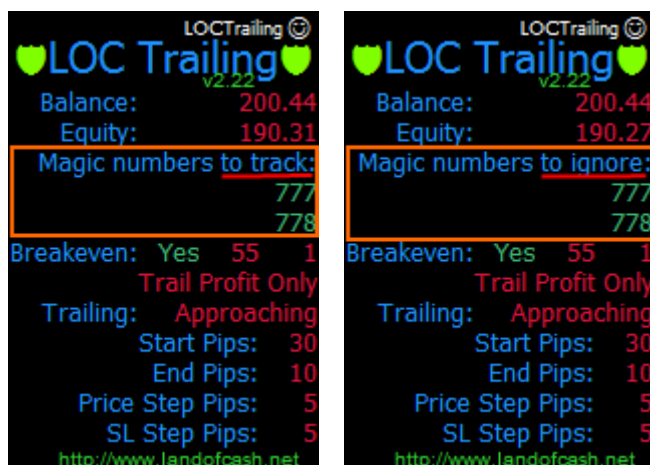 LOCTrailing
LOC Trailing
v2.22
Balance: 200.44
Equity: 190.31
Magic numbers to track:
777
778
Breakeven: Yes 55 1
Trail Profit Only
Trailing: Approaching
Start Pips: 30
End Pips: 10
Price Step Pips: 5
SL Step Pips: 5
http://www.landofcash.net
LOCTrailing
LOC Trailing
v2.22
Balance: 200.44
Equity: 190.27
Magic numbers to ignore:
777
778
Breakeven: Yes 55 1
Trail Profit Only
Trailing: Approaching
Start Pips: 30
End Pips: 10
Price Step Pips: 5
SL Step Pips: 5
http://www.landofcash.net